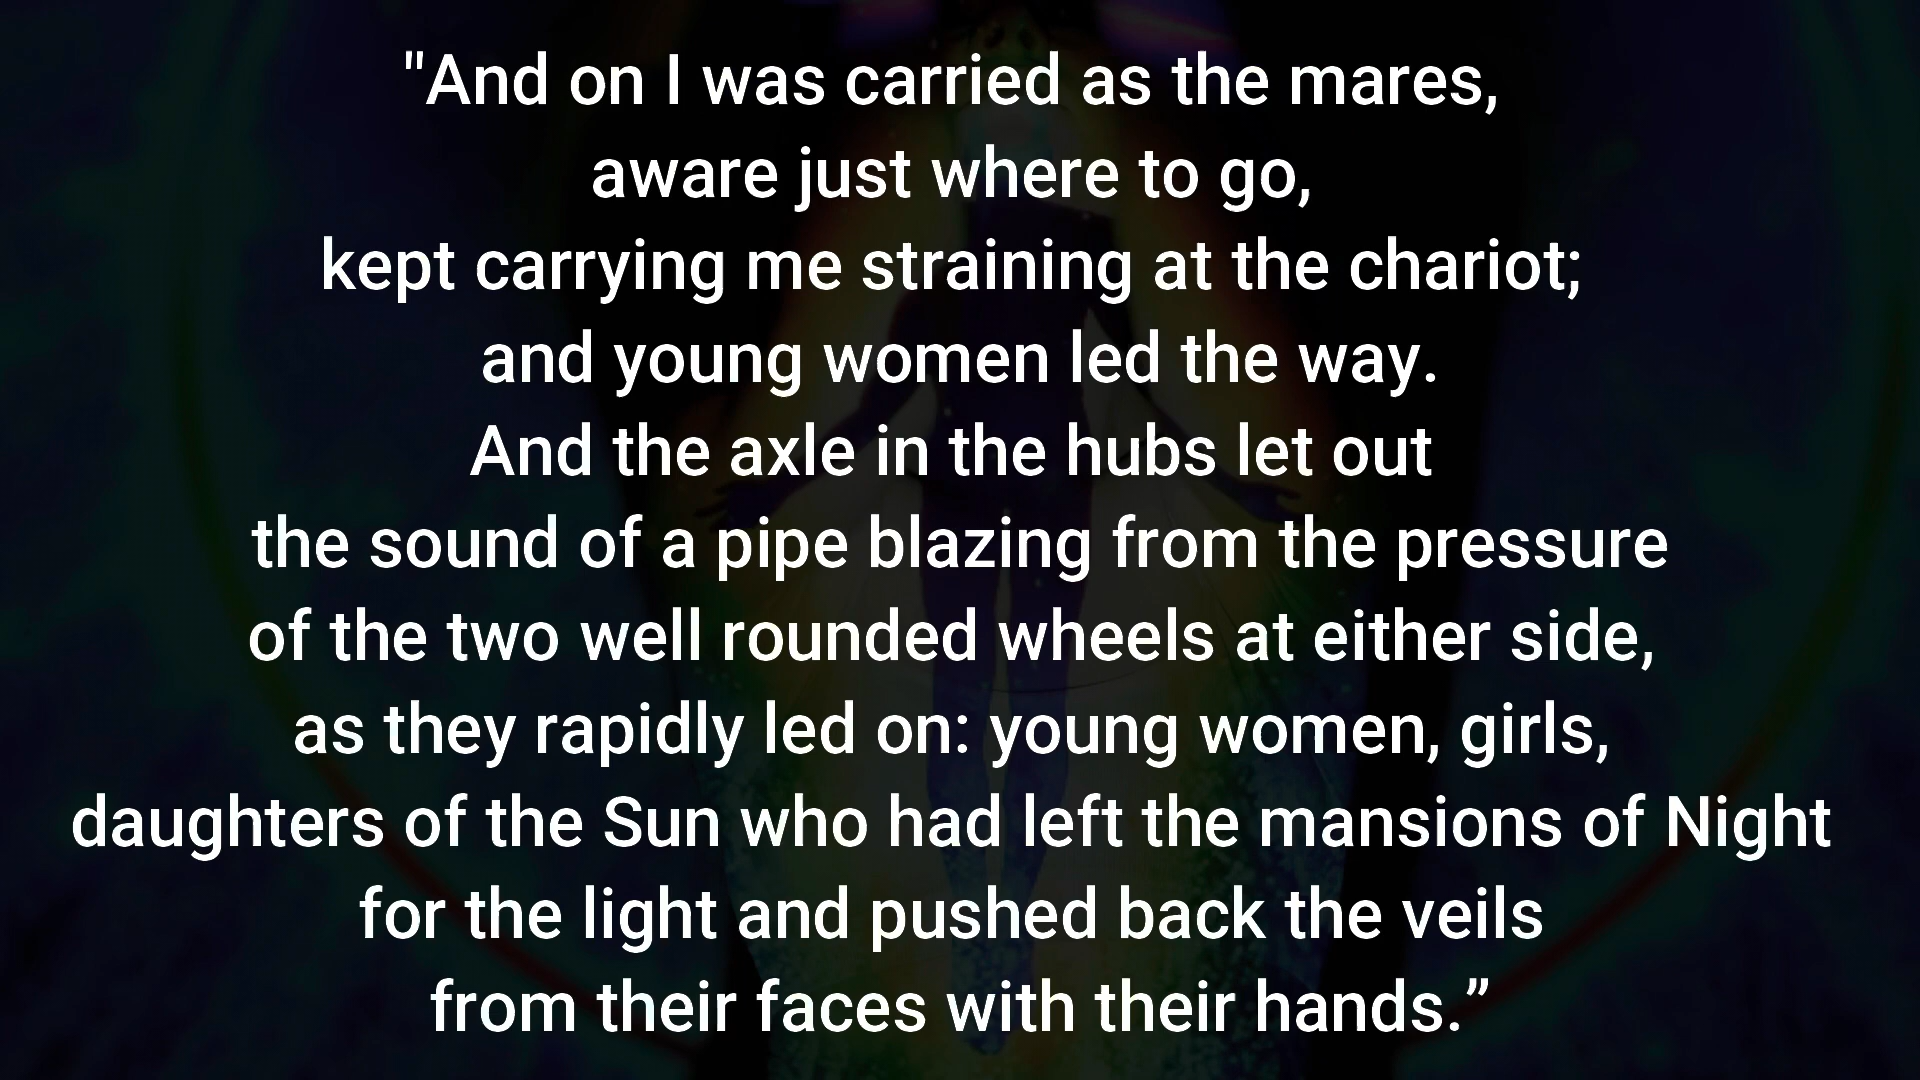 "And on I was carried as the mares,
aware just where to go,
kept carrying me straining at the chariot;
and young women led the way.
And the axle in the hubs let out
the sound of a pipe blazing from the pressure
of the two well rounded wheels at either side,
as they rapidly led on: young women, girls,
daughters of the Sun who had left the mansions of Night
for the light and pushed back the veils
from their faces with their hands.”